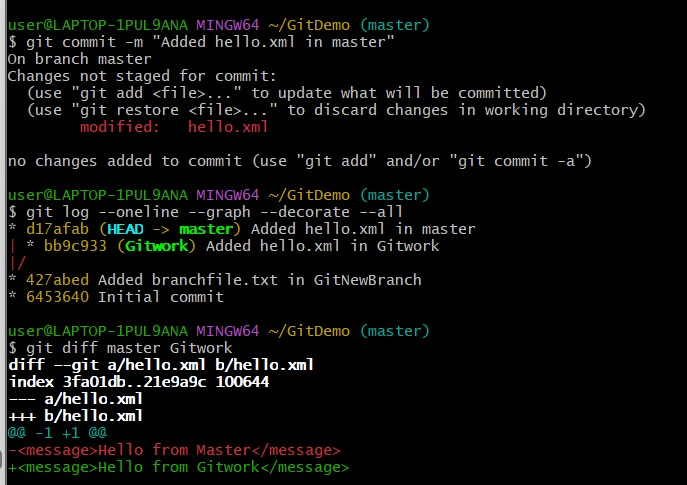 user@LAPTOP-1PUL9ANA MINGW64 ~/GitDemo (master)
$ git commit -m "Added hello.xml in master"
On branch master
Changes not staged for commit:
  (use "git add <file>..." to update what will be committed)
  (use "git restore <file>..." to discard changes in working directory)
        modified:   hello.xml

no changes added to commit (use "git add" and/or "git commit -a")

user@LAPTOP-1PUL9ANA MINGW64 ~/GitDemo (master)
$ git log --oneline --graph --decorate --all
* d17afab (HEAD -> master) Added hello.xml in master
| * bb9c933 (Gitwork) Added hello.xml in Gitwork
|/
* 427abed Added branchfile.txt in GitNewBranch
* 6453640 Initial commit

user@LAPTOP-1PUL9ANA MINGW64 ~/GitDemo (master)
$ git diff master Gitwork
diff --git a/hello.xml b/hello.xml
index 3fa01db..21e9a9c 100644
--- a/hello.xml
+++ b/hello.xml
@@ -1 +1 @@
-<message>Hello from Master</message>
+<message>Hello from Gitwork</message>